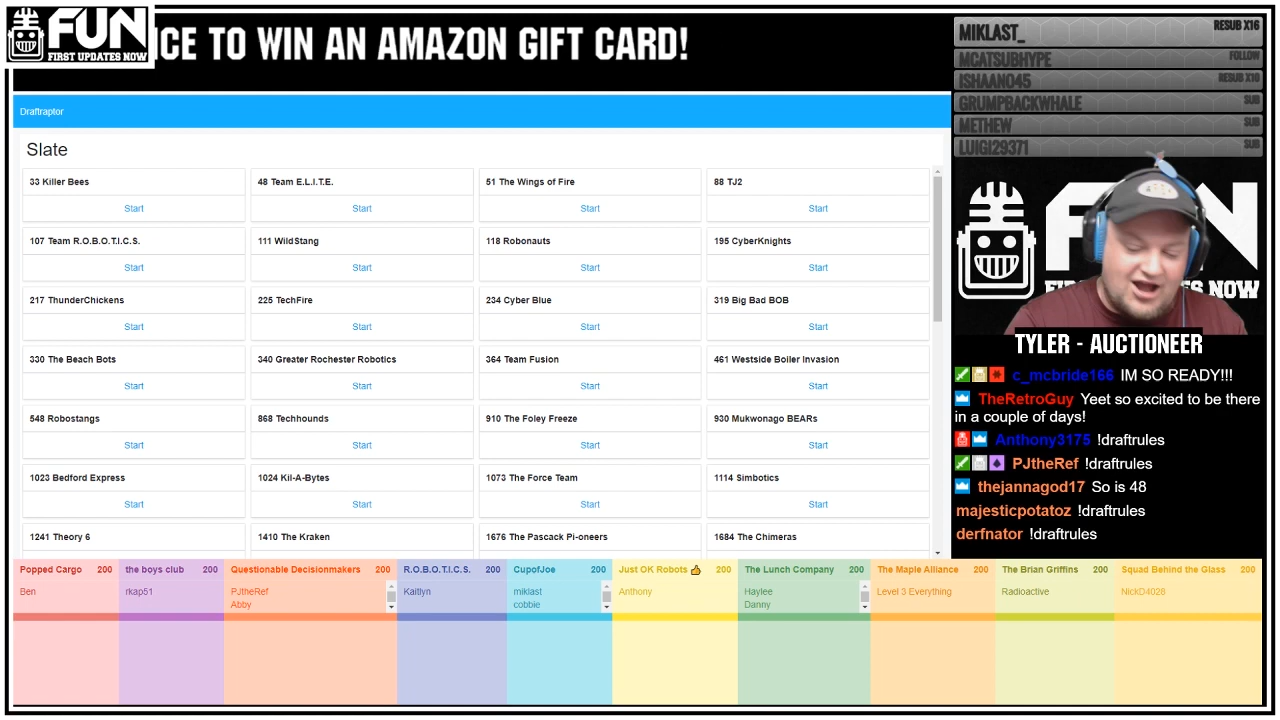 FUN
FIRST UPDATES NOW
ICE TO WIN AN AMAZON GIFT CARD!
MIKLAST_ RESUB X16
MCATSUBHYPE FOLLOW
ISHAAN045 RESUB X10
GRUMPBACKWHALE SUB
METHEW SUB
LUIGI29371 SUB
Draftraptor
Slate
33 Killer Bees
Start
48 Team E.L.I.T.E.
Start
51 The Wings of Fire
Start
88 TJ2
Start
107 Team R.O.B.O.T.I.C.S.
Start
111 WildStang
Start
118 Robonauts
Start
195 CyberKnights
Start
217 ThunderChickens
Start
225 TechFire
Start
234 Cyber Blue
Start
319 Big Bad BOB
Start
330 The Beach Bots
Start
340 Greater Rochester Robotics
Start
364 Team Fusion
Start
461 Westside Boiler Invasion
Start
548 Robostangs
Start
868 Techhounds
Start
910 The Foley Freeze
Start
930 Mukwonago BEARs
Start
1023 Bedford Express
Start
1024 Kil-A-Bytes
Start
1073 The Force Team
Start
1114 Simbotics
Start
1241 Theory 6
1410 The Kraken
1676 The Pascack Pi-oneers
1684 The Chimeras
FUN
S NOW
TYLER - AUCTIONEER
c_mcbride166 IM SO READY!!!
TheRetroGuy Yeet so excited to be there
in a couple of days!
Anthony3175 !draftrules
PJtheRef !draftrules
thejannagod17 So is 48
majesticpotatoz !draftrules
derfnator !draftrules
Popped Cargo 200
Ben
the boys club 200
rkap51
Questionable Decisionmakers 200
PJtheRef
Abby
R.O.B.O.T.I.C.S. 200
Kaitlyn
CupofJoe 200
miklast
cobbie
Just OK Robots 👍 200
Anthony
The Lunch Company 200
Haylee
Danny
The Maple Alliance 200
Level 3 Everything
The Brian Griffins 200
Radioactive
Squad Behind the Glass 200
NickD4028